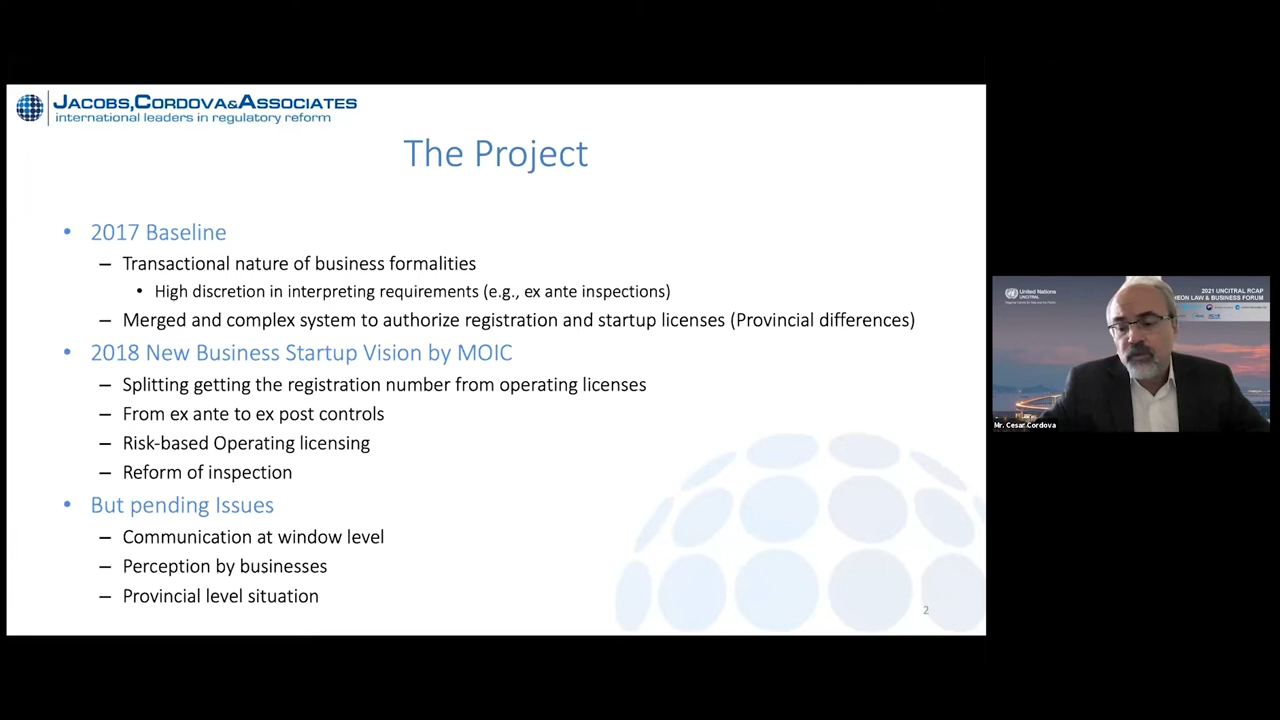 JACOBS,CORDOVA&ASSOCIATES
international leaders in regulatory reform
The Project
• 2017 Baseline
– Transactional nature of business formalities
• High discretion in interpreting requirements (e.g., ex ante inspections)
– Merged and complex system to authorize registration and startup licenses (Provincial differences)
• 2018 New Business Startup Vision by MOIC
– Splitting getting the registration number from operating licenses
– From ex ante to ex post controls
– Risk-based Operating licensing
– Reform of inspection
• But pending Issues
– Communication at window level
– Perception by businesses
– Provincial level situation
2
United Nations
UNCITRAL
2021 UNCITRAL RCAP
EON LAW & BUSINESS FORUM
Mr. Cesar Cordova